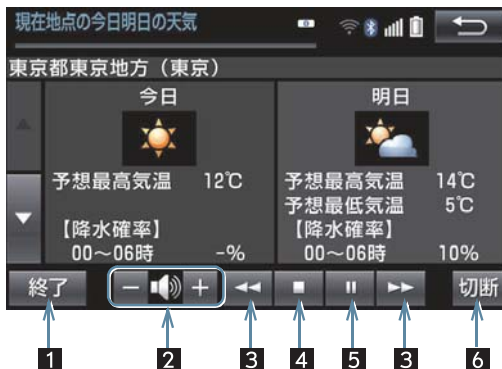 現在地点の今日明日の天気
東京都東京地方（東京）
今日
予想最高気温 12℃
【降水確率】
00～06時 -%
明日
予想最高気温 14℃
予想最低気温 5℃
【降水確率】
00～06時 10%
終了 － ＋ 切断
1 2 3 4 5 3 6